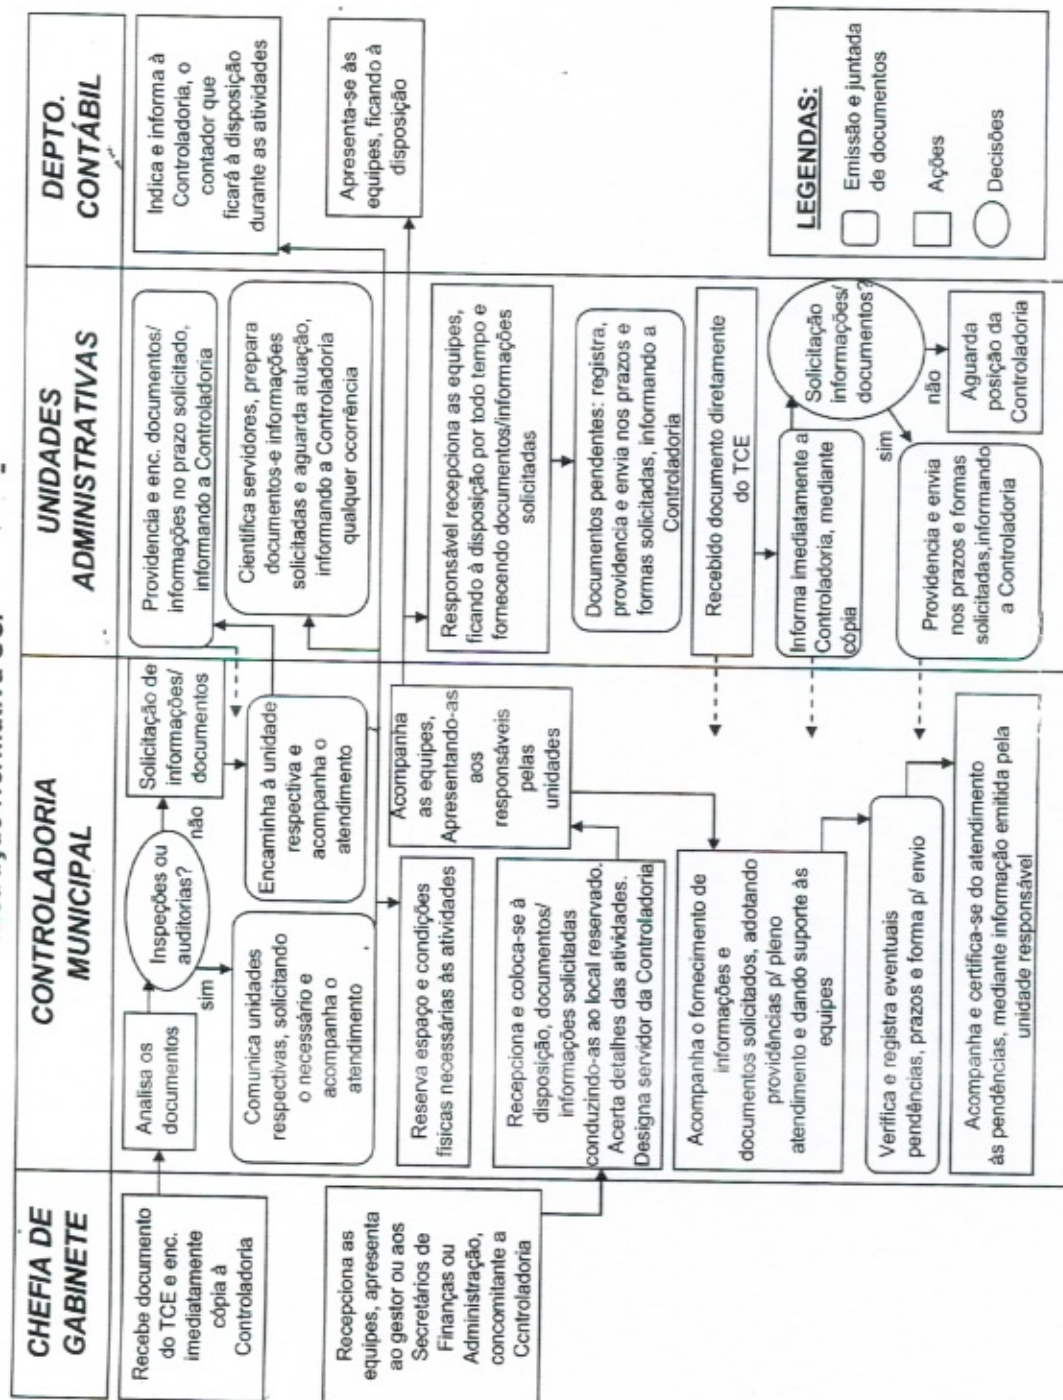 CHEFIA DE
GABINETE
CONTROLADORIA
MUNICIPAL
UNIDADES
ADMINISTRATIVAS
DEPTO.
CONTÁBIL
Recebe documento
do TCE e enc.
imediatamente
cópia à
Controladoria
Recepciona as
equipes, apresenta
ao gestor ou aos
Secretários de
Finanças ou
Administração,
concomitante a
Controladoria
Analisa os
documentos
Inspeções ou
auditorias?
sim
não
Solicitação de
informações/
documentos
Comunica unidades
respectivas, solicitando
o necessário e
acompanha o
atendimento
Encaminha à unidade
respectiva e
acompanha o
atendimento
Reserva espaço e condições
físicas necessárias às atividades
Recepciona e coloca-se à
disposição, documentos/
informações solicitadas
conduzindo-as ao local reservado.
Acerta detalhes das atividades.
Designa servidor da Controladoria
Acompanha
as equipes,
Apresentando-as
aos
responsáveis
pelas
unidades
Acompanha o fornecimento de
informações e
documentos solicitados, adotando
providências p/ pleno
atendimento e dando suporte às
equipes
Verifica e registra eventuais
pendências, prazos e forma p/ envio
Acompanha e certifica-se do atendimento
às pendências, mediante informação emitida pela
unidade responsável
Providencia e enc. documentos/
informações no prazo solicitado,
informando a Controladoria
Cientifica servidores, prepara
documentos e informações
solicitadas e aguarda atuação,
informando a Controladoria
qualquer ocorrência
Responsável recepciona as equipes,
ficando à disposição por todo tempo e
fornecendo documentos/informações
solicitadas
Documentos pendentes: registra,
providencia e envia nos prazos e
formas solicitadas, informando a
Controladoria
Recebido documento diretamente
do TCE
Informa imediatamente a
Controladoria, mediante
cópia
Solicitação
informações/
documentos?
sim
não
Providencia e envia
nos prazos e formas
solicitadas,informando
a Controladoria
Aguarda
posição da
Controladoria
Indica e informa à
Controladoria, o
contador que
ficará à disposição
durante as atividades
Apresenta-se às
equipes, ficando à
disposição
LEGENDAS:
Emissão e juntada
de documentos
Ações
Decisões